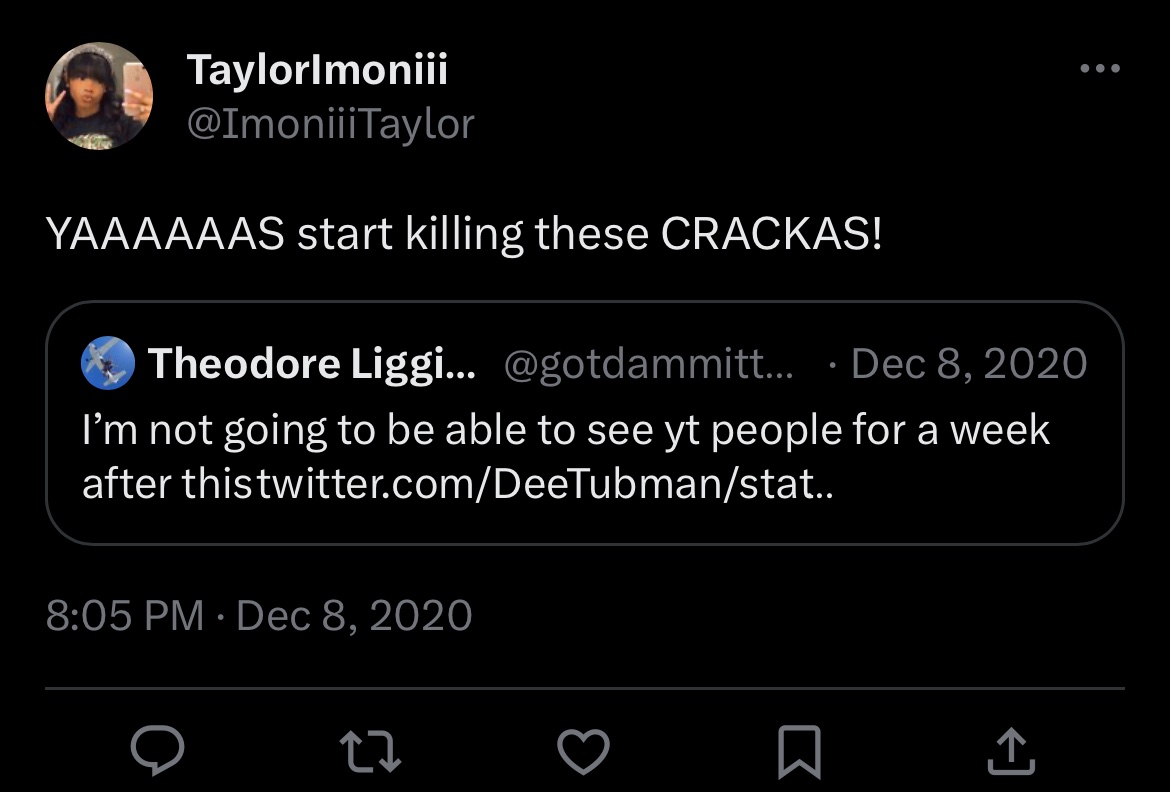 TaylorImoniii
@ImoniiiTaylor
YAAAAAAS start killing these CRACKAS!
Theodore Liggi... @gotdammitt... · Dec 8, 2020
I’m not going to be able to see yt people for a week
after thistwitter.com/DeeTubman/stat..
8:05 PM · Dec 8, 2020